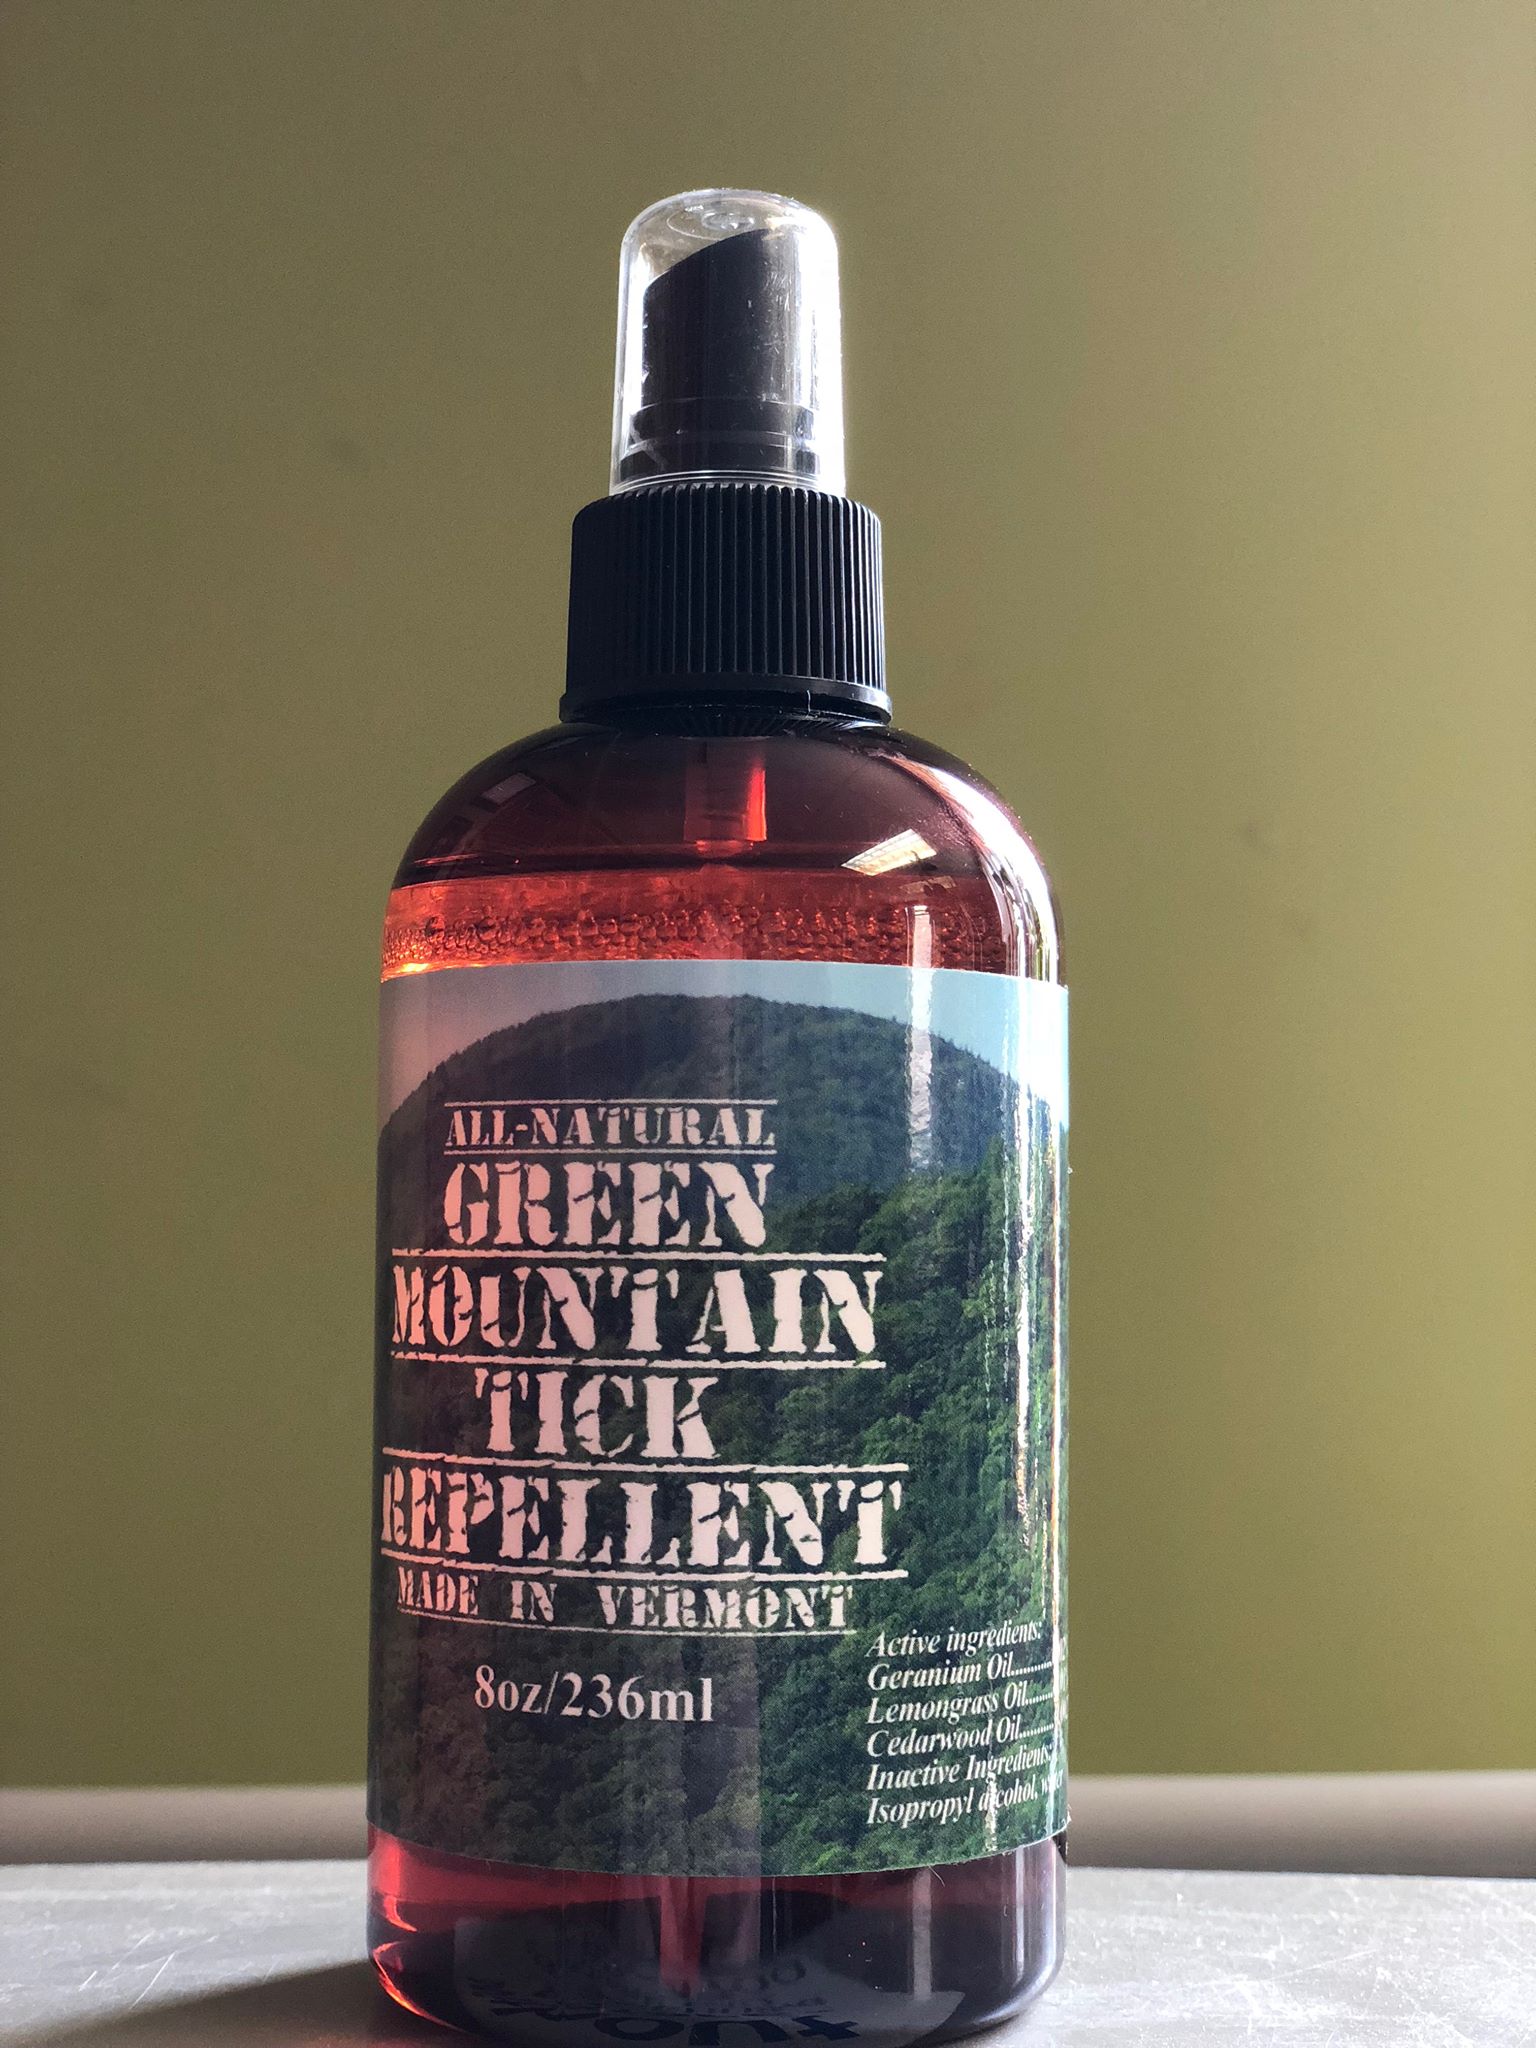 ALL-NATURAL
GREEN
MOUNTAIN
TICK
REPELLENT
MADE IN VERMONT
8oz/236ml
Active ingredients:
Geranium Oil..........
Lemongrass Oil.......
Cedarwood Oil........
Inactive Ingredients:
Isopropyl alcohol, water